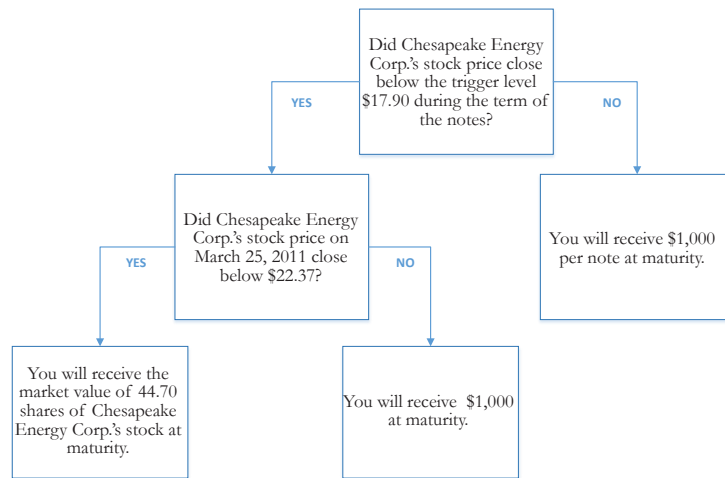 Did Chesapeake Energy
Corp.'s stock price close
below the trigger level
$17.90 during the term of
the notes?
YES
NO
Did Chesapeake Energy
Corp.'s stock price on
March 25, 2011 close
below $22.37?
You will receive $1,000
per note at maturity.
YES
NO
You will receive the
market value of 44.70
shares of Chesapeake
Energy Corp.'s stock at
maturity.
You will receive $1,000
at maturity.